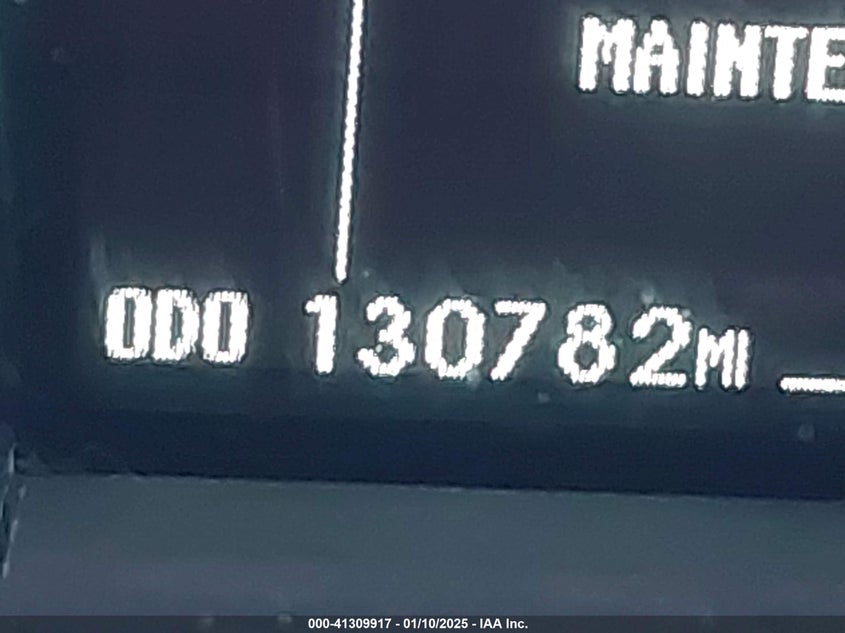 MAINTE
ODO 130782MI
000-41309917 - 01/10/2025 - IAA Inc.